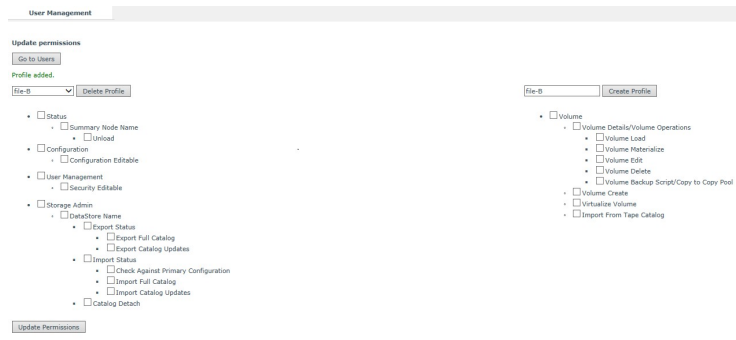 User Management
Update permissions
Go to Users
Profile added.
file-B Delete Profile
file-B Create Profile
Status
Summary Node Name
Unload
Configuration
Configuration Editable
User Management
Security Editable
Storage Admin
DataStore Name
Export Status
Export Full Catalog
Export Catalog Updates
Import Status
Check Against Primary Configuration
Import Full Catalog
Import Catalog Updates
Catalog Detach
Volume
Volume Details/Volume Operations
Volume Load
Volume Materialize
Volume Edit
Volume Delete
Volume Backup Script/Copy to Copy Pool
Volume Create
Virtualize Volume
Import From Tape Catalog
Update Permissions